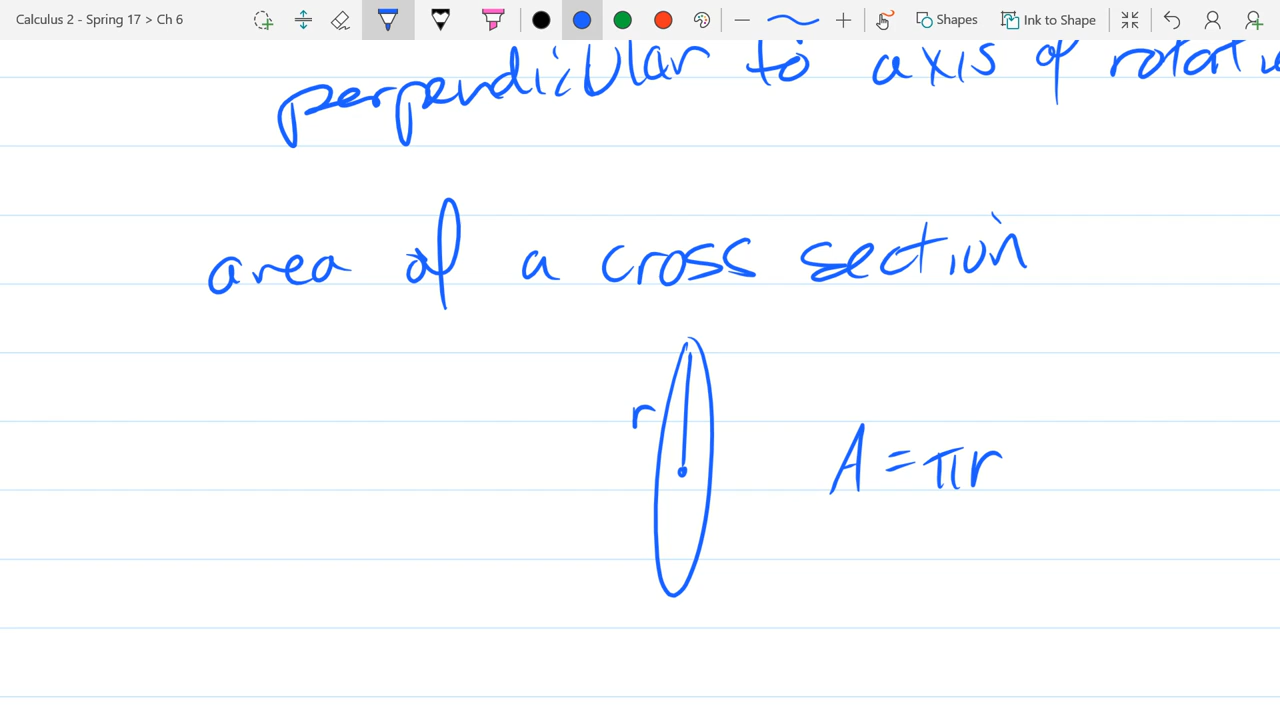 Calculus 2 - Spring 17 > Ch 6
Shapes
Ink to Shape
perpendicular to axis of
area of a cross section
r
A = πr